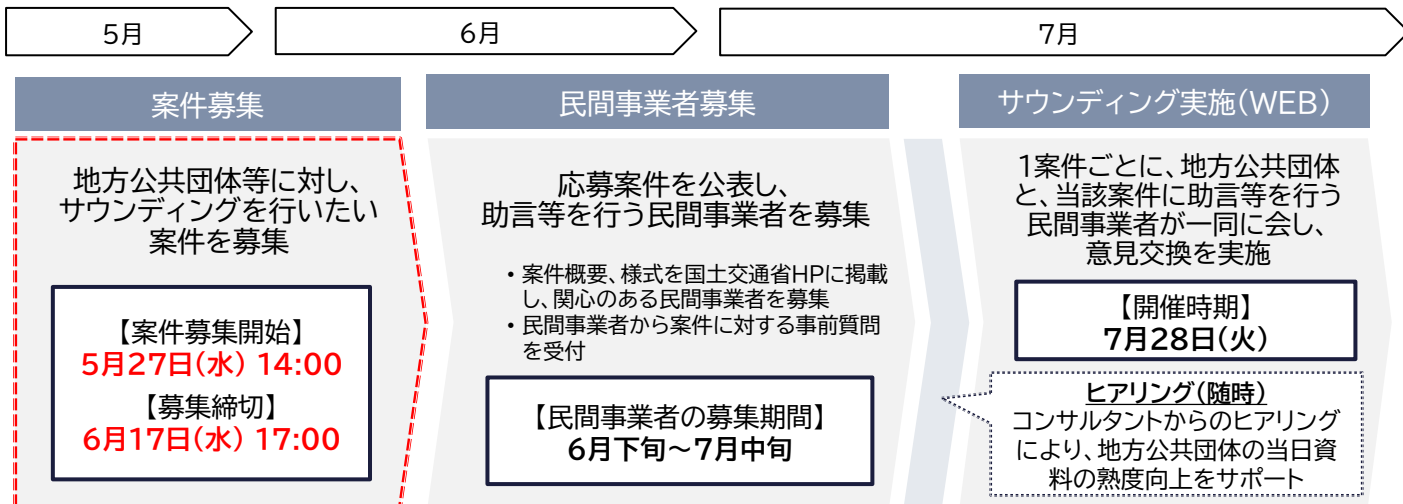 5月
6月
7月
案件募集
地方公共団体等に対し、
サウンディングを行いたい
案件を募集
【案件募集開始】
5月27日(水) 14:00
【募集締切】
6月17日(水) 17:00
民間事業者募集
応募案件を公表し、
助言等を行う民間事業者を募集
・案件概要、様式を国土交通省HPに掲載
し、関心のある民間事業者を募集
・民間事業者から案件に対する事前質問
を受付
【民間事業者の募集期間】
6月下旬～7月中旬
サウンディング実施(WEB)
1案件ごとに、地方公共団体
と、当該案件に助言等を行う
民間事業者が一同に会し、
意見交換を実施
【開催時期】
7月28日(火)
ヒアリング(随時)
コンサルタントからのヒアリング
により、地方公共団体の当日資
料の熟度向上をサポート